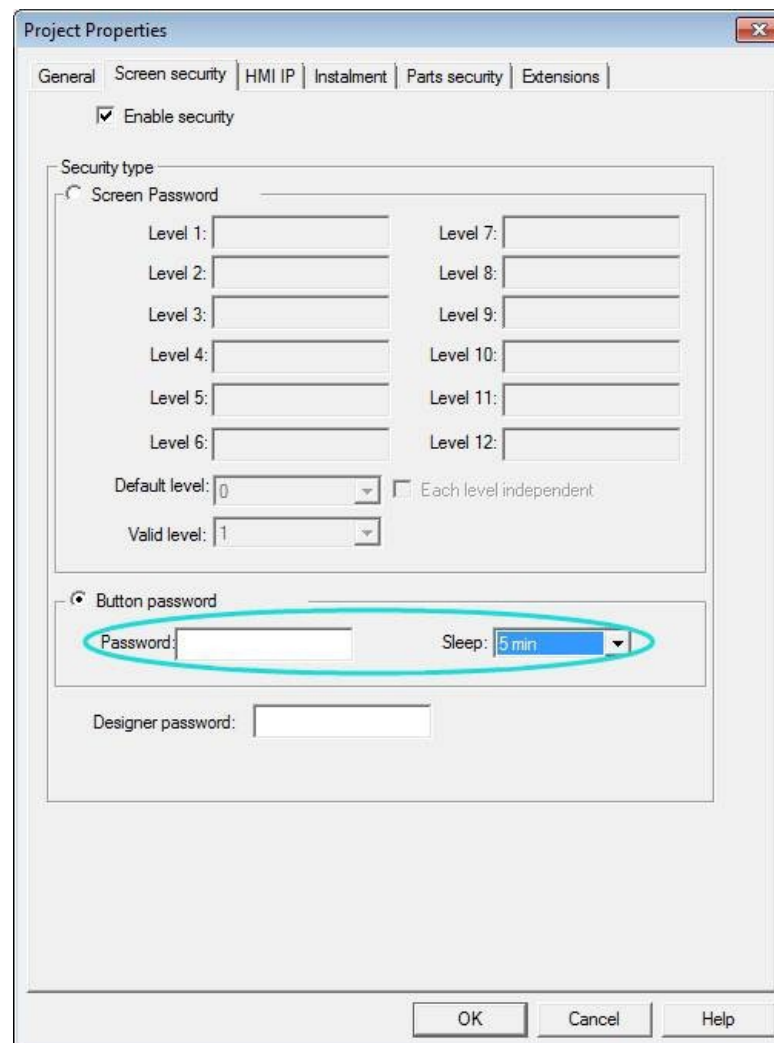 Project Properties
General Screen security HMI IP Instalment Parts security Extensions
Enable security
Security type
Screen Password
Level 1: Level 7:
Level 2: Level 8:
Level 3: Level 9:
Level 4: Level 10:
Level 5: Level 11:
Level 6: Level 12:
Default level: 0 Each level independent
Valid level: 1
Button password
Password: Sleep: 5 min
Designer password:
OK Cancel Help